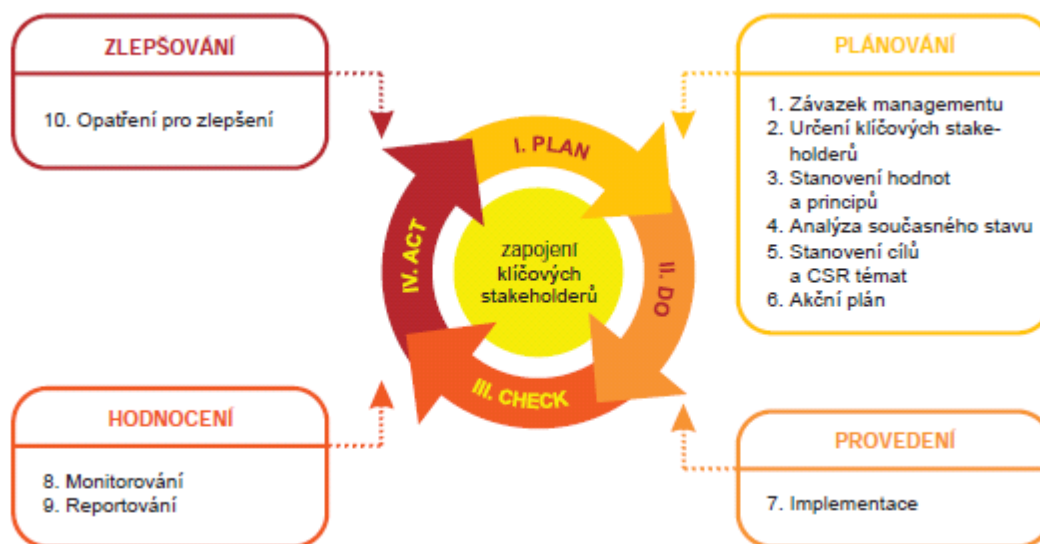 ZLEPŠOVÁNÍ
10. Opatření pro zlepšení
PLÁNOVÁNÍ
1. Závazek managementu
2. Určení klíčových stake-
holderů
3. Stanovení hodnot
a principů
4. Analýza současného stavu
5. Stanovení cílů
a CSR témat
6. Akční plán
I. PLAN
II. DO
III. CHECK
IV. ACT
zapojení
klíčových
stakeholderů
HODNOCENÍ
8. Monitorování
9. Reportování
PROVEDENÍ
7. Implementace